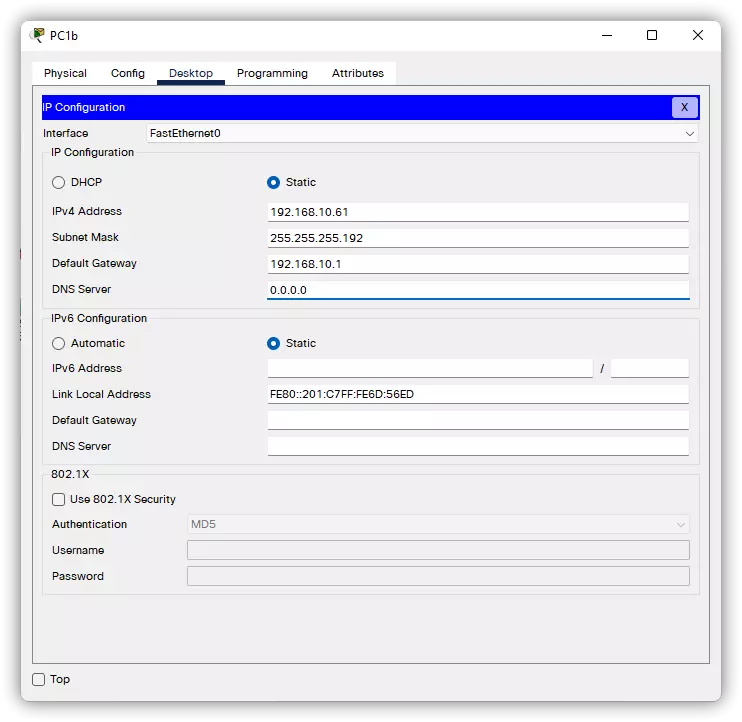 PC1b
Physical Config Desktop Programming Attributes
IP Configuration X
Interface FastEthernet0
IP Configuration
DHCP Static
IPv4 Address 192.168.10.61
Subnet Mask 255.255.255.192
Default Gateway 192.168.10.1
DNS Server 0.0.0.0
IPv6 Configuration
Automatic Static
IPv6 Address /
Link Local Address FE80::201:C7FF:FE6D:56ED
Default Gateway
DNS Server
802.1X
Use 802.1X Security
Authentication MD5
Username
Password
Top